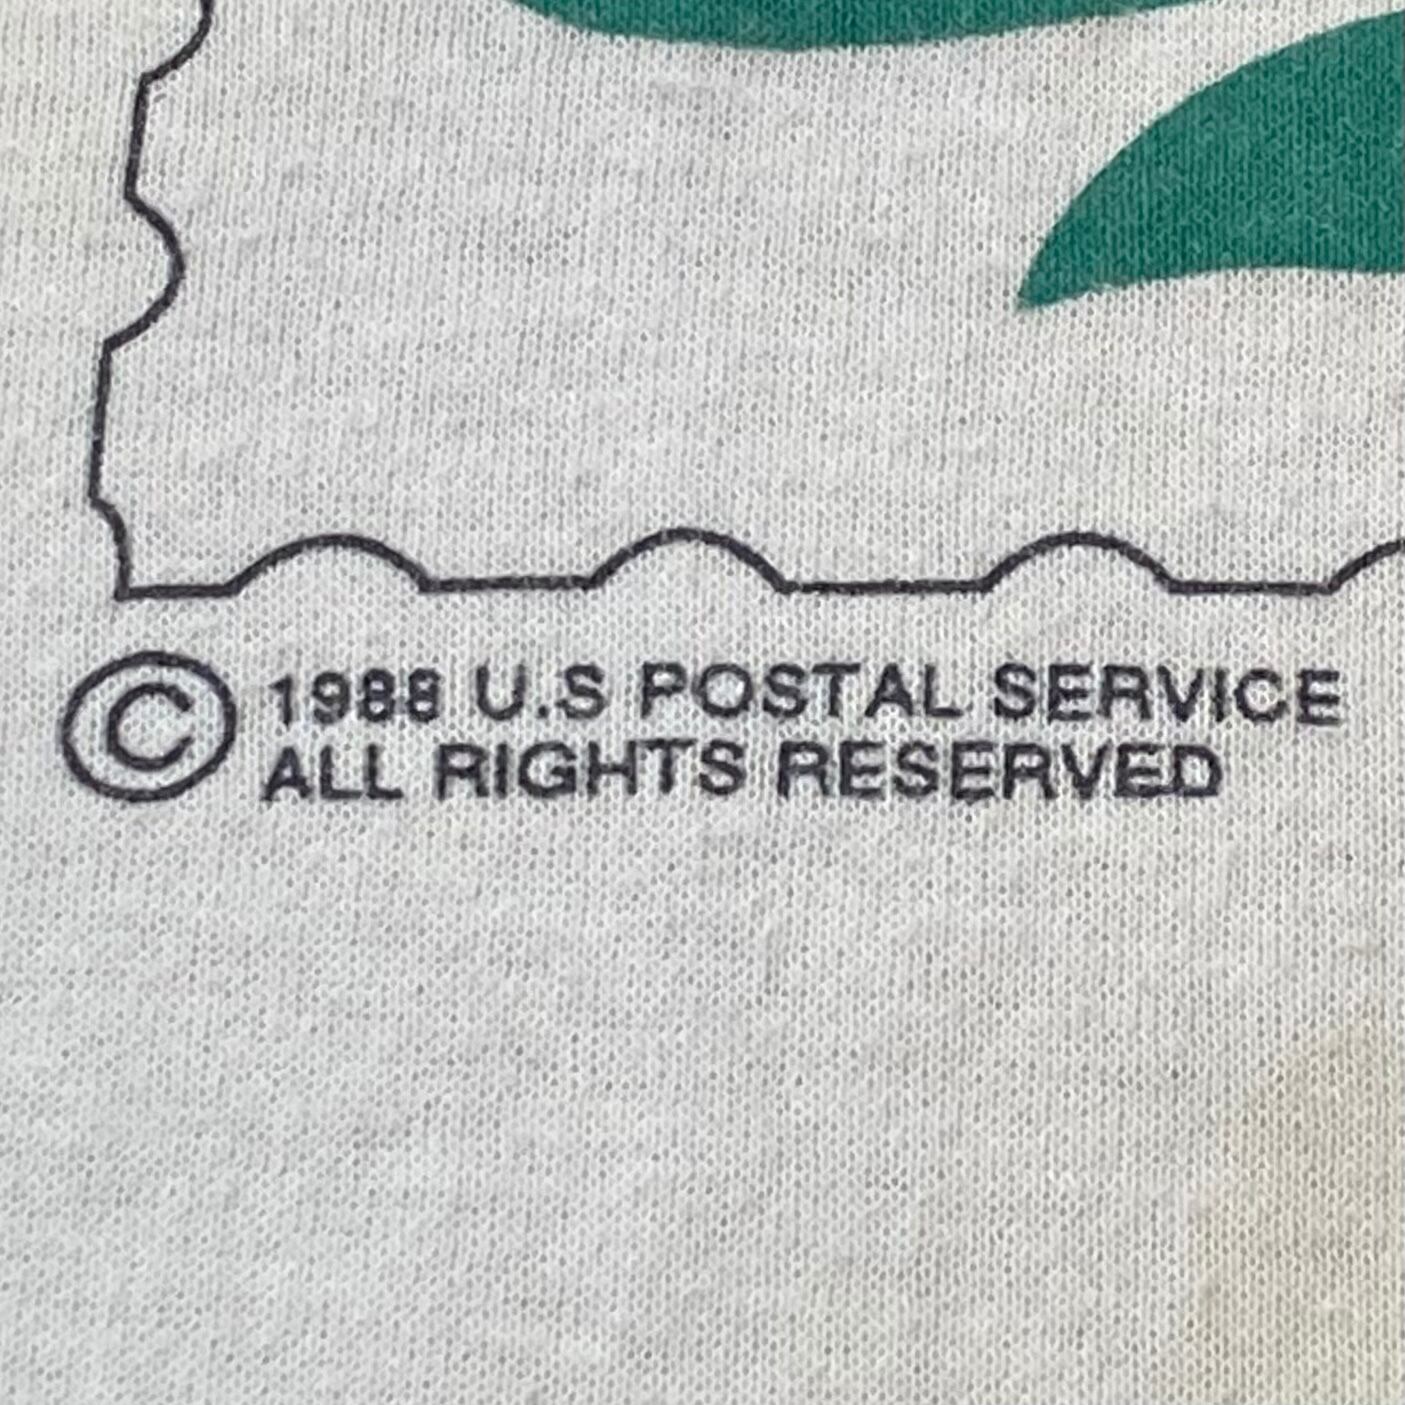 © 1988 U.S POSTAL SERVICE
ALL RIGHTS RESERVED